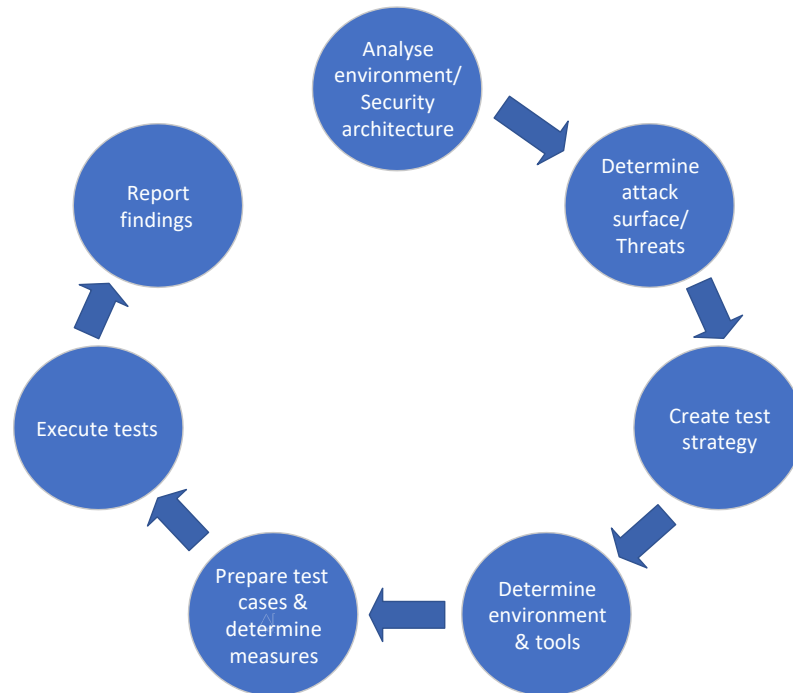 Analyse
environment/
Security
architecture
Determine
attack
surface/
Threats
Create test
strategy
Determine
environment
& tools
Prepare test
cases &
determine
measures
Execute tests
Report
findings